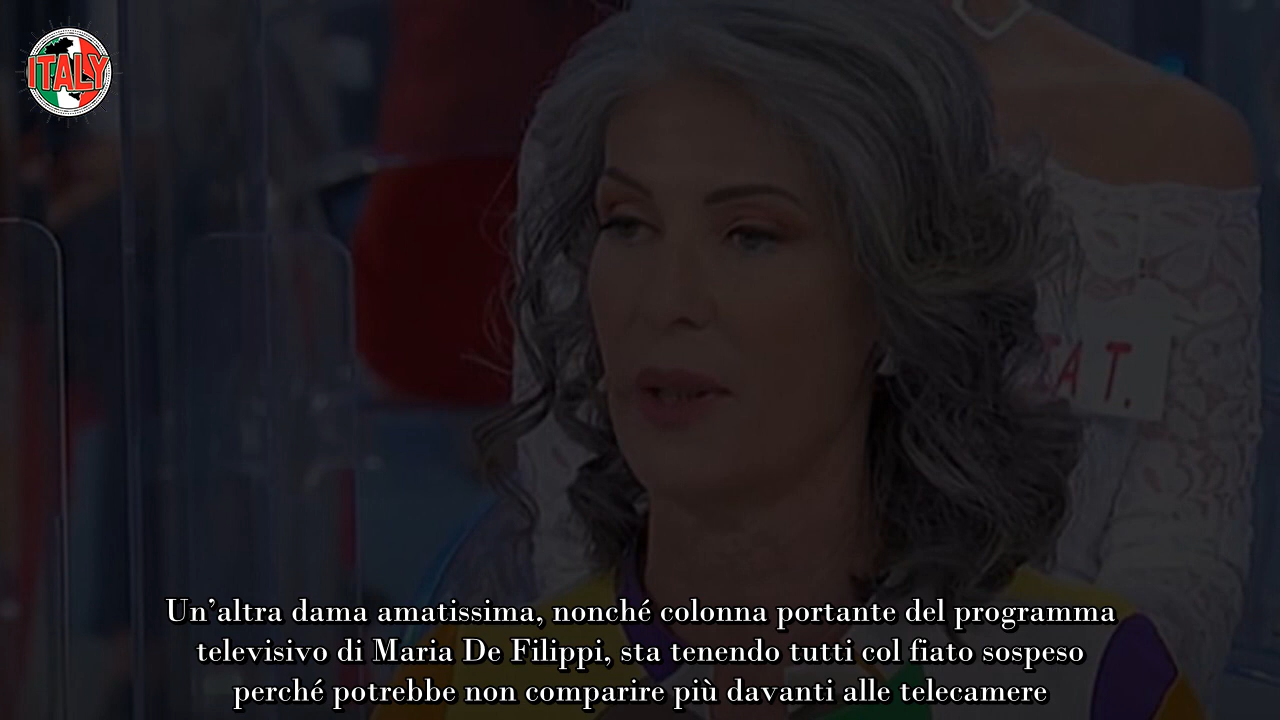 ITALY
A T.
Un’altra dama amatissima, nonché colonna portante del programma
televisivo di Maria De Filippi, sta tenendo tutti col fiato sospeso
perché potrebbe non comparire più davanti alle telecamere